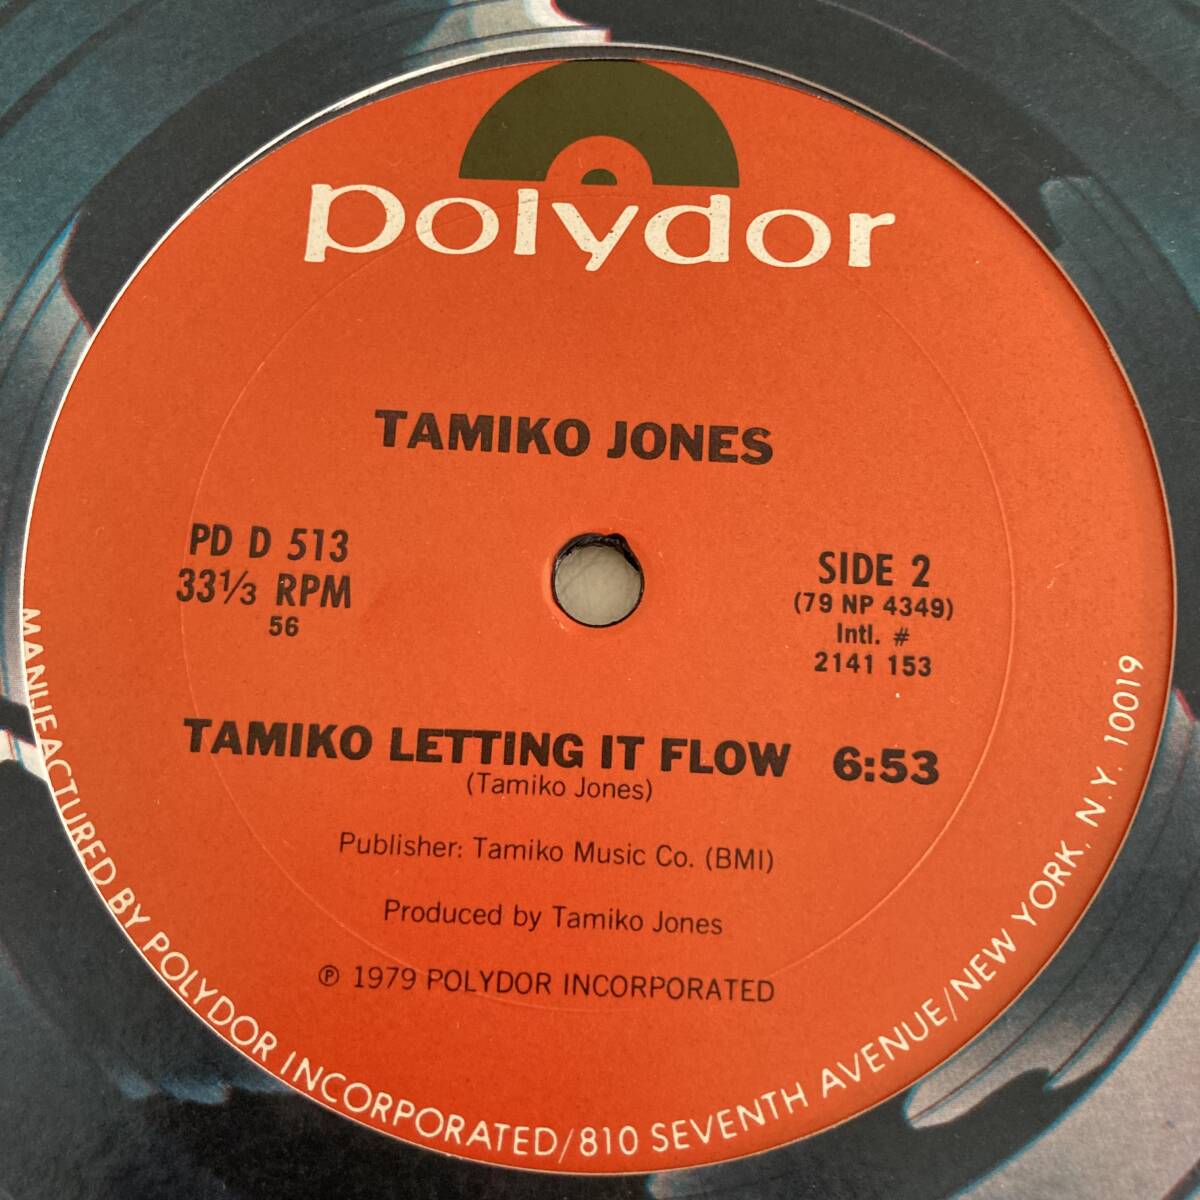 polydor
TAMIKO JONES
PD D 513
33⅓ RPM
56
SIDE 2
(79 NP 4349)
Intl. #
2141 153
TAMIKO LETTING IT FLOW 6:53
(Tamiko Jones)
Publisher: Tamiko Music Co. (BMI)
Produced by Tamiko Jones
℗ 1979 POLYDOR INCORPORATED
MANUFACTURED BY POLYDOR INCORPORATED/810 SEVENTH AVENUE/NEW YORK, N.Y. 10019